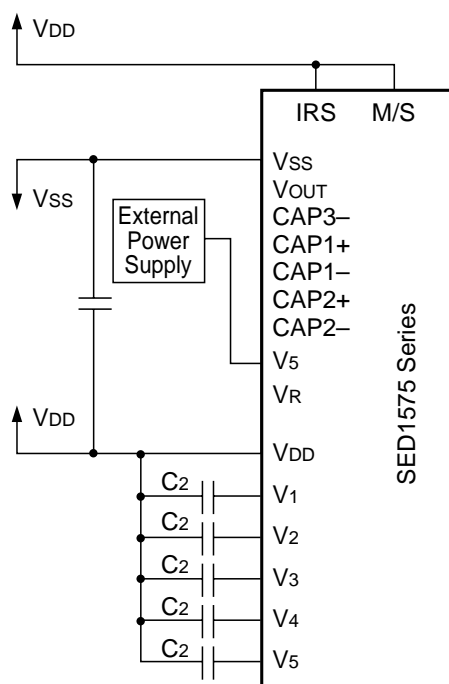 VDD
IRS M/S
VSS
VSS
VOUT
External
Power
Supply
CAP3–
CAP1+
CAP1–
CAP2+
CAP2–
V5
VR
SED1575 Series
VDD
VDD
C2 V1
C2 V2
C2 V3
C2 V4
C2 V5